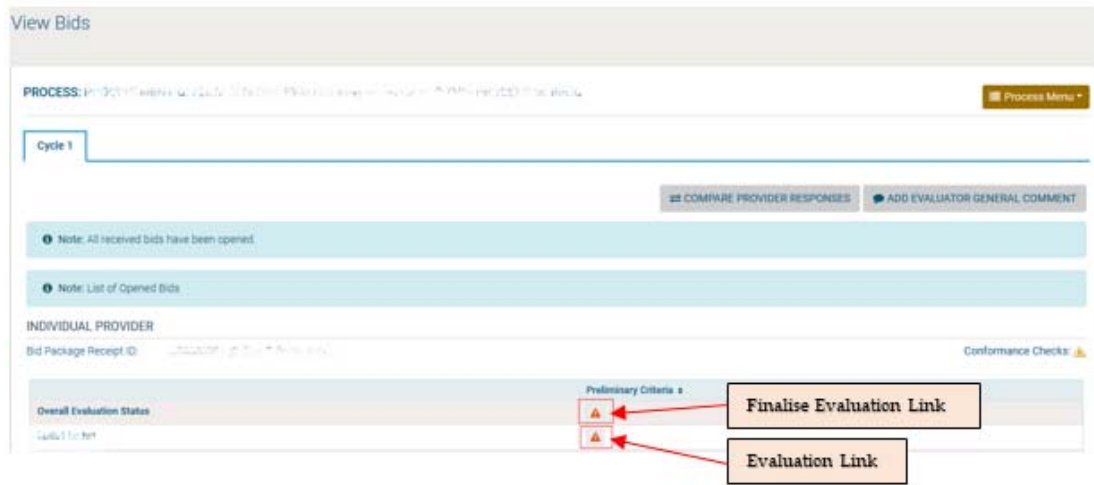 View Bids
PROCESS:
Process Menu
Cycle 1
COMPARE PROVIDER RESPONSES
ADD EVALUATOR GENERAL COMMENT
Note: All received bids have been opened.
Note: List of Opened Bids
INDIVIDUAL PROVIDER
Bid Package Receipt ID:
Conformance Checks:
Preliminary Criteria
Overall Evaluation Status
Finalise Evaluation Link
Evaluation Link